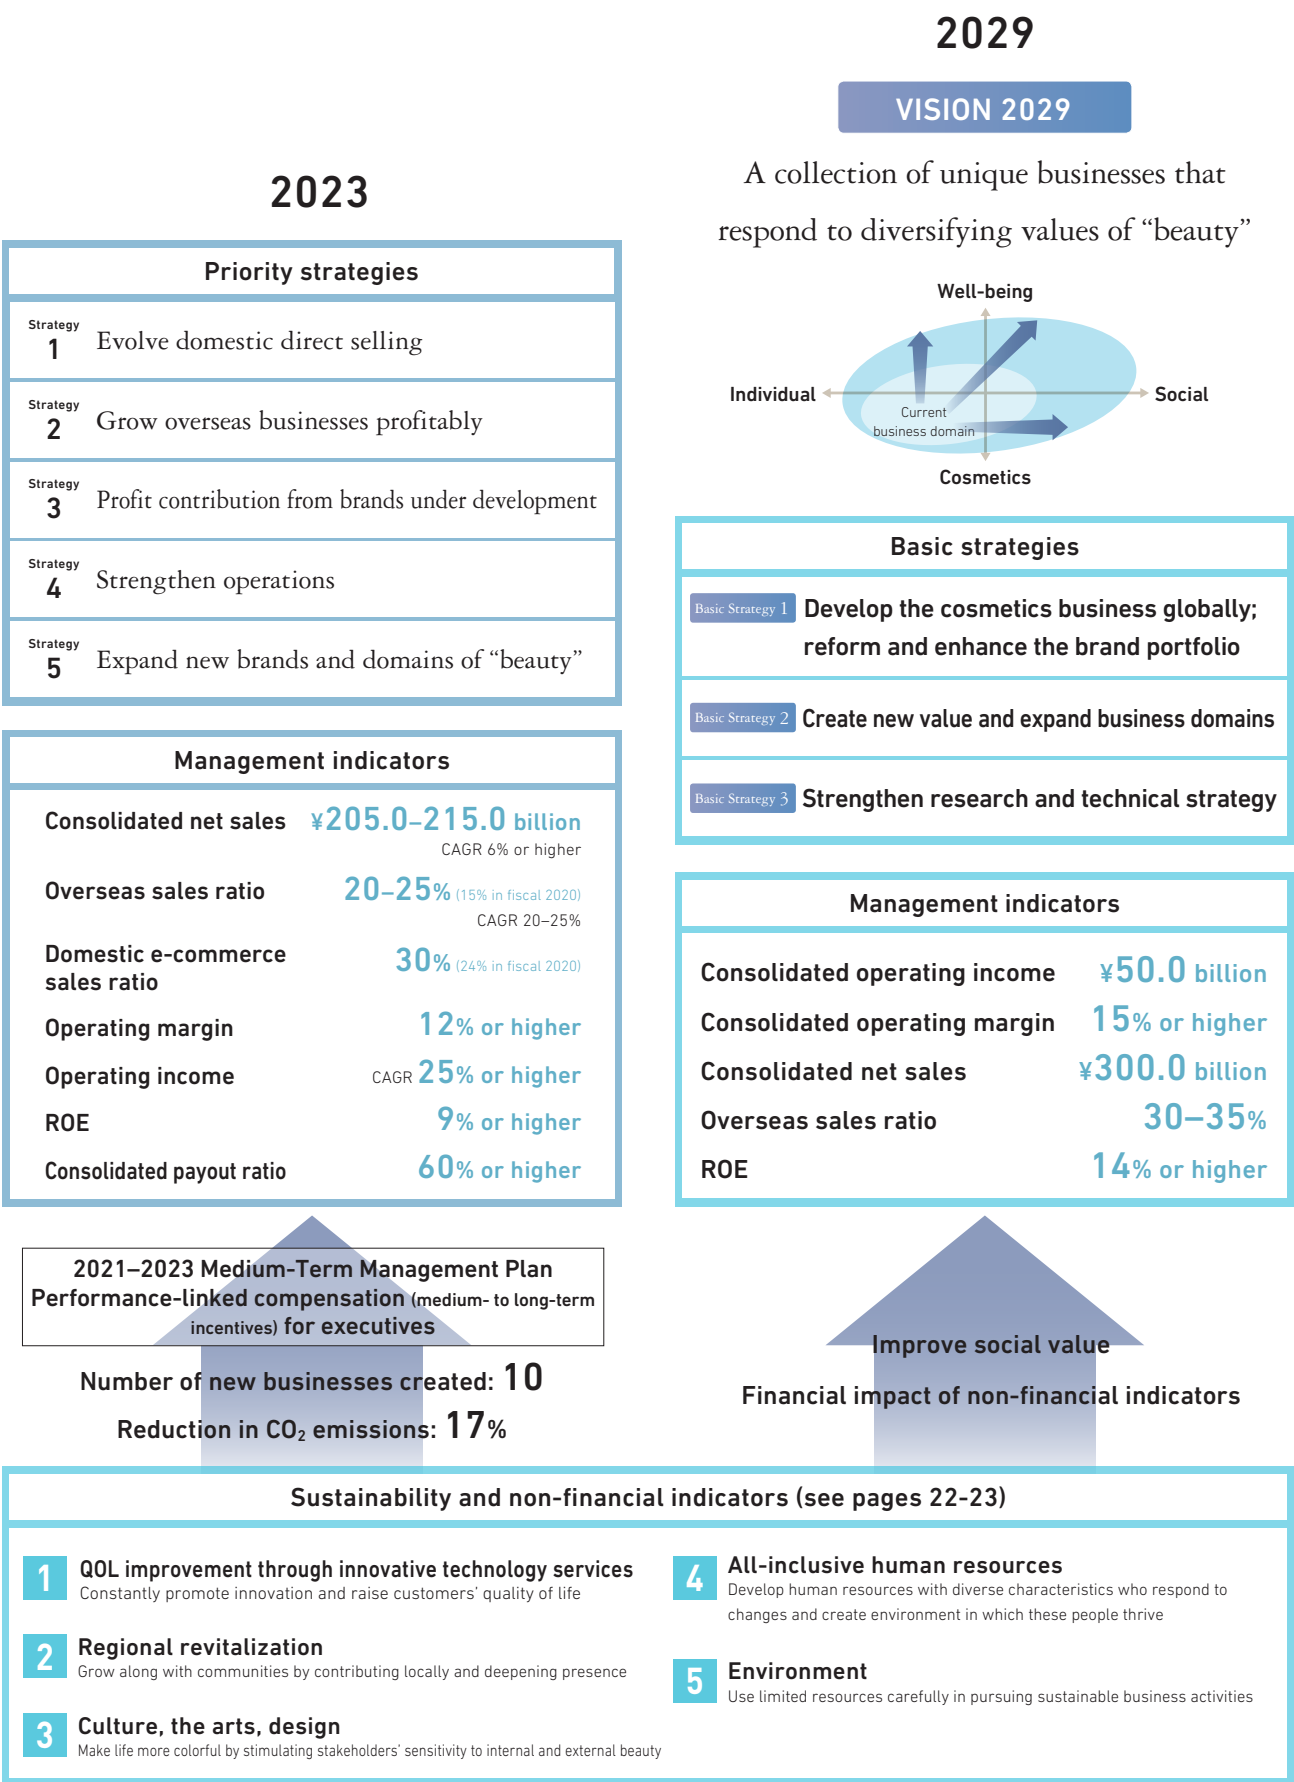 2023
Priority strategies
Strategy
1
Evolve domestic direct selling
Strategy
2
Grow overseas businesses profitably
Strategy
3
Profit contribution from brands under development
Strategy
4
Strengthen operations
Strategy
5
Expand new brands and domains of “beauty”
Management indicators
Consolidated net sales ¥205.0–215.0 billion
CAGR 6% or higher
Overseas sales ratio 20–25% (15% in fiscal 2020)
CAGR 20–25%
Domestic e-commerce
sales ratio
30% (24% in fiscal 2020)
Operating margin 12% or higher
Operating income CAGR 25% or higher
ROE 9% or higher
Consolidated payout ratio 60% or higher
2021–2023 Medium-Term Management Plan
Performance-linked compensation (medium- to long-term
incentives) for executives
Number of new businesses created: 10
Reduction in CO₂ emissions: 17%
2029
VISION 2029
A collection of unique businesses that
respond to diversifying values of “beauty”
Well-being
Individual
Social
Current
business domain
Cosmetics
Basic strategies
Basic Strategy 1 Develop the cosmetics business globally;
reform and enhance the brand portfolio
Basic Strategy 2 Create new value and expand business domains
Basic Strategy 3 Strengthen research and technical strategy
Management indicators
Consolidated operating income ¥50.0 billion
Consolidated operating margin 15% or higher
Consolidated net sales ¥300.0 billion
Overseas sales ratio 30–35%
ROE 14% or higher
Improve social value
Financial impact of non-financial indicators
Sustainability and non-financial indicators (see pages 22-23)
1 QOL improvement through innovative technology services
Constantly promote innovation and raise customers’ quality of life
2 Regional revitalization
Grow along with communities by contributing locally and deepening presence
3 Culture, the arts, design
Make life more colorful by stimulating stakeholders’ sensitivity to internal and external beauty
4 All-inclusive human resources
Develop human resources with diverse characteristics who respond to
changes and create environment in which these people thrive
5 Environment
Use limited resources carefully in pursuing sustainable business activities